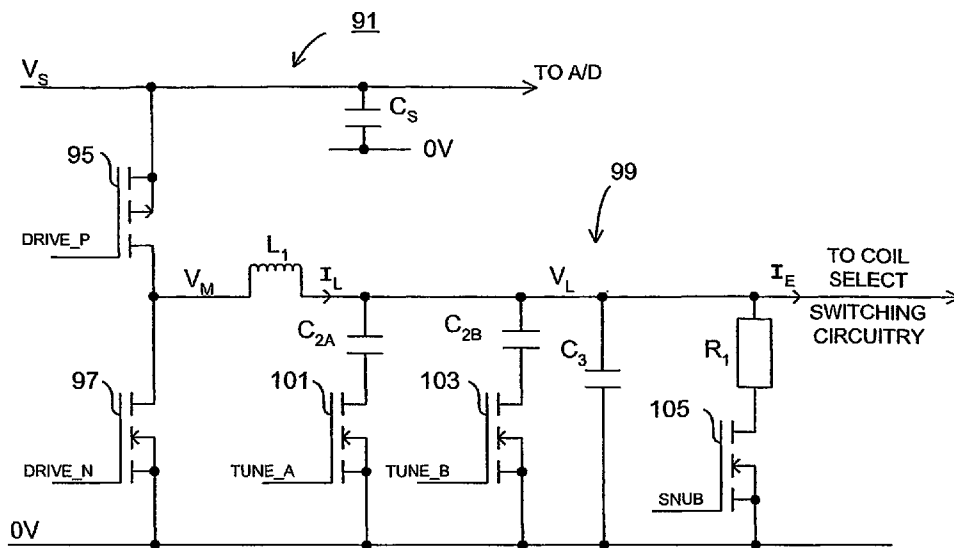 91
V_S
TO A/D
C_S
0V
95
DRIVE_P
99
L_1
I_L
V_M
V_L
I_E
TO COIL
SELECT
SWITCHING
CIRCUITRY
C_2A
C_2B
C_3
R_1
97
101
103
105
DRIVE_N
TUNE_A
TUNE_B
SNUB
0V